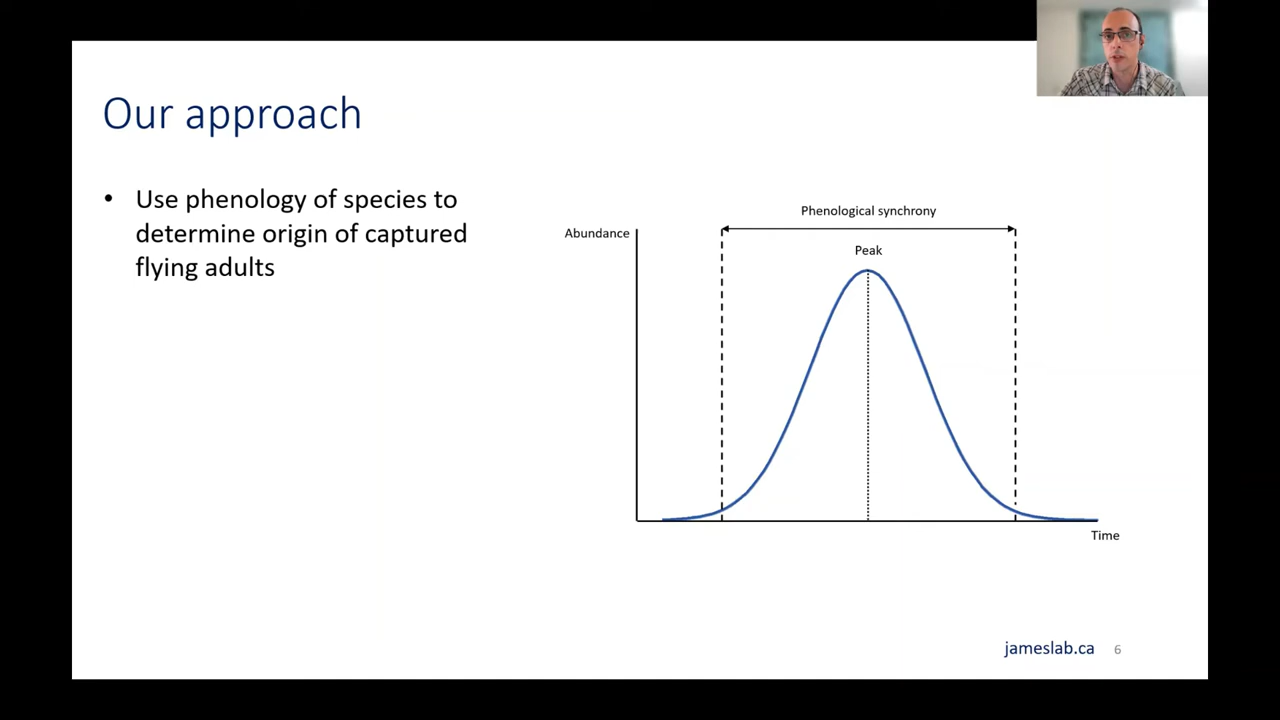 Our approach
• Use phenology of species to
determine origin of captured
flying adults
Phenological synchrony
Abundance
Peak
Time
jameslab.ca 6